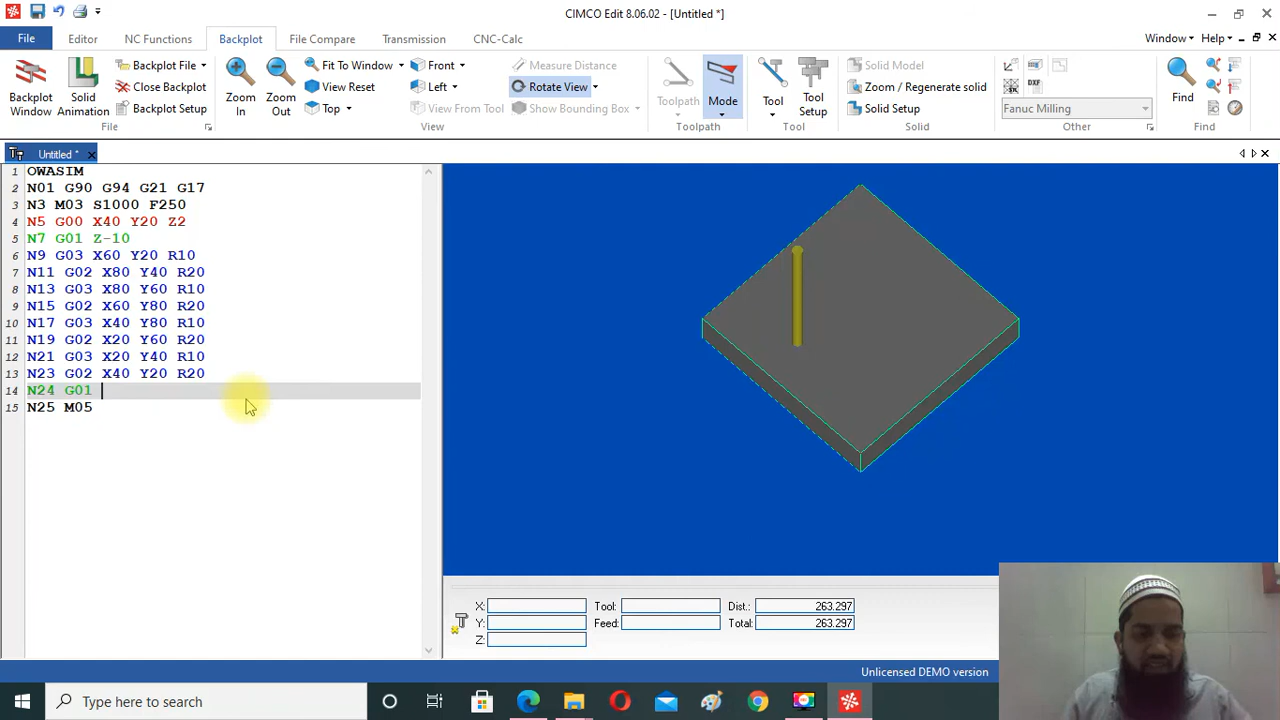 CIMCO Edit 8.06.02 - [Untitled *]
File Editor NC Functions Backplot File Compare Transmission CNC-Calc Window Help
Backplot Window
Solid Animation
Backplot File
Close Backplot
Backplot Setup
File
Zoom In
Zoom Out
Fit To Window
View Reset
Top
Front
Left
View From Tool
Measure Distance
Rotate View
Show Bounding Box
View
Toolpath
Mode
Toolpath
Tool
Tool Setup
Tool
Solid Model
Zoom / Regenerate solid
Solid Setup
Solid
Fanuc Milling
Other
Find
Find
Untitled *
1 OWASIM
2 N01 G90 G94 G21 G17
3 N3 M03 S1000 F250
4 N5 G00 X40 Y20 Z2
5 N7 G01 Z-10
6 N9 G03 X60 Y20 R10
7 N11 G02 X80 Y40 R20
8 N13 G03 X80 Y60 R10
9 N15 G02 X60 Y80 R20
10 N17 G03 X40 Y80 R10
11 N19 G02 X20 Y60 R20
12 N21 G03 X20 Y40 R10
13 N23 G02 X40 Y20 R20
14 N24 G01
15 N25 M05
X: Tool: Dist.: 263.297
Y: Feed: Total: 263.297
Z:
Unlicensed DEMO version
Type here to search